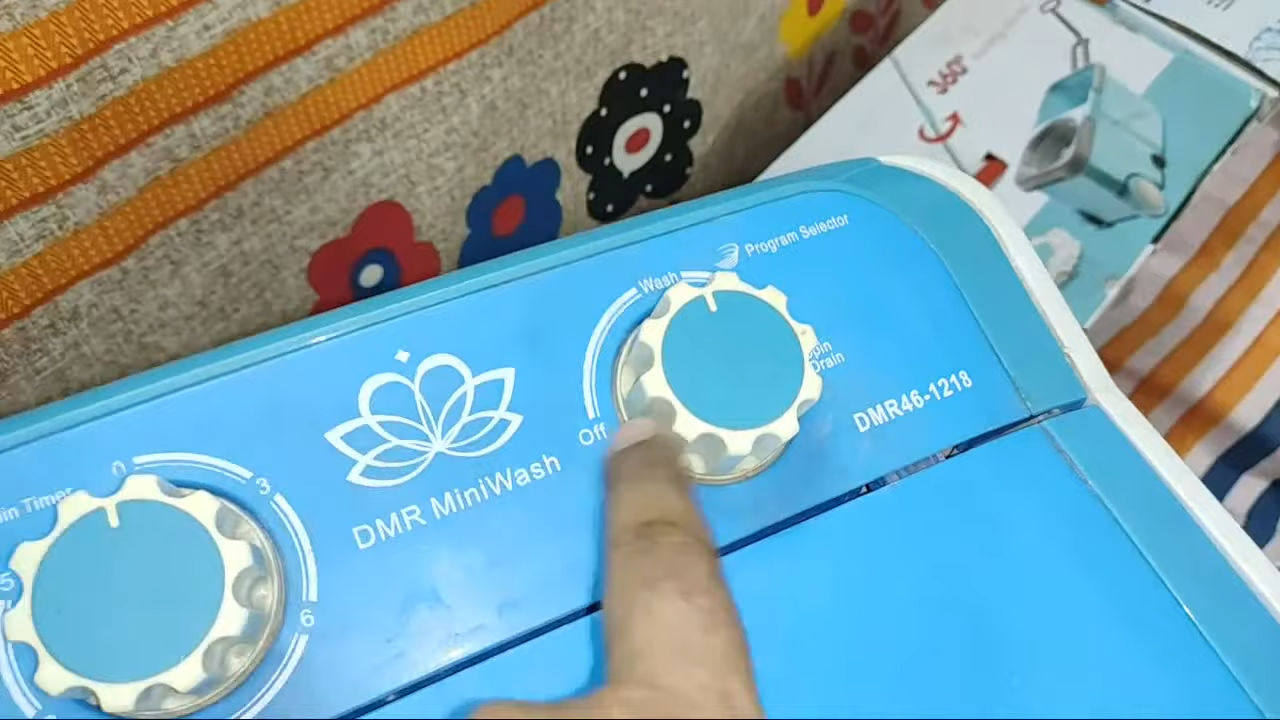 360°
Program Selector
Wash
Spin
Drain
Off
DMR46-1218
DMR MiniWash
0
3
6
5
Timer